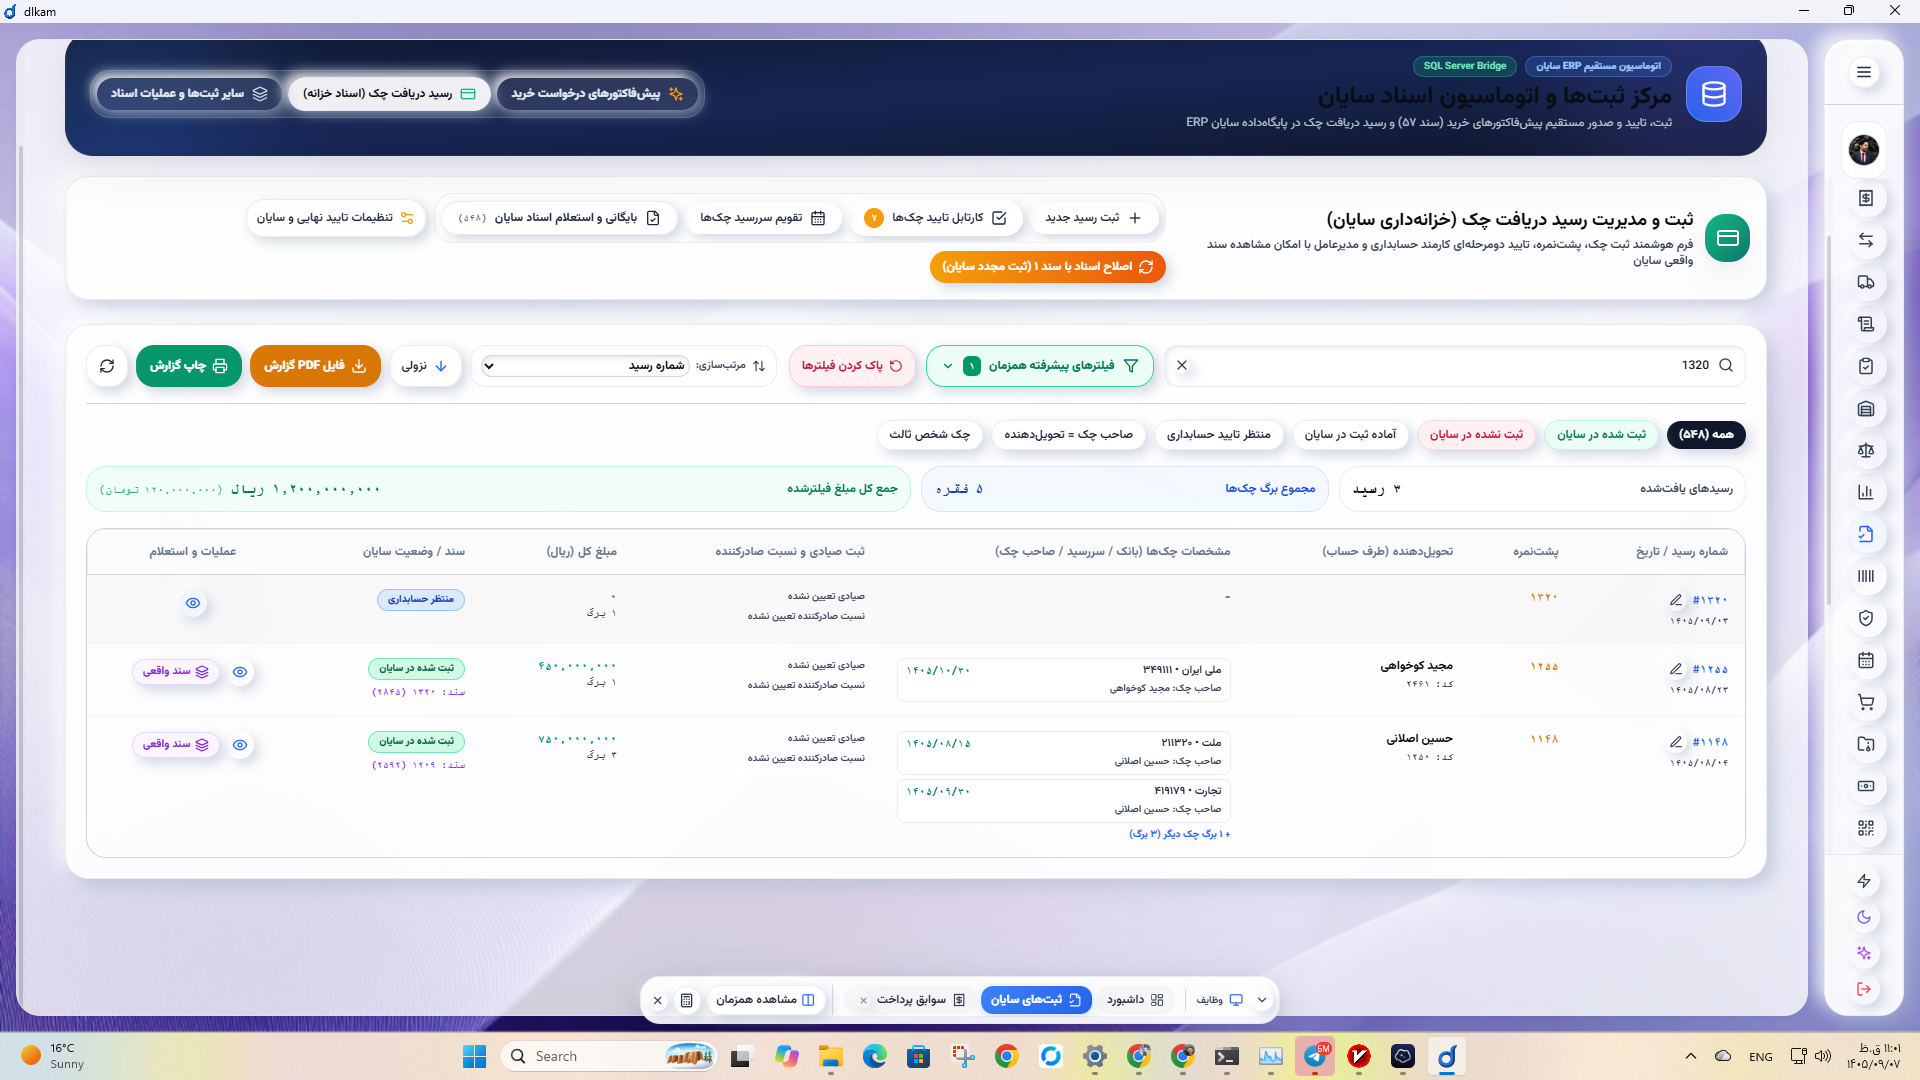 dlkam
اتوماسیون مستقیم ERP سایان
SQL Server Bridge
مرکز ثبت‌ها و اتوماسیون اسناد سایان
ثبت، تایید و صدور مستقیم پیش‌فاکتورهای خرید (سند ۵۷) و رسید دریافت چک در پایگاه‌داده سایان ERP
پیش‌فاکتورهای درخواست خرید
رسید دریافت چک (اسناد خزانه)
سایر ثبت‌ها و عملیات اسناد
ثبت و مدیریت رسید دریافت چک (خزانه‌داری سایان)
فرم هوشمند ثبت چک، پشت‌نمره، تایید دومرحله‌ای کارمند حسابداری و مدیرعامل با امکان مشاهده سند
واقعی سایان
ثبت رسید جدید
کارتابل تایید چک‌ها ۷
تقویم سررسید چک‌ها
بایگانی و استعلام اسناد سایان (۵۴۸)
تنظیمات تایید نهایی و سایان
اصلاح اسناد با سند ۱ (ثبت مجدد سایان)
1320
فیلترهای پیشرفته همزمان ۱
پاک کردن فیلترها
مرتب‌سازی: شماره رسید
نزولی
فایل PDF گزارش
چاپ گزارش
همه (۵۴۸)
ثبت شده در سایان
ثبت نشده در سایان
آماده ثبت در سایان
منتظر تایید حسابداری
صاحب چک = تحویل‌دهنده
چک شخص ثالث
رسیدهای یافت‌شده ۳ رسید
مجموع برگ چک‌ها ۵ فقره
جمع کل مبلغ فیلترشده ۱,۲۰۰,۰۰۰,۰۰۰ ریال (۱۲۰,۰۰۰,۰۰۰ تومان)
شماره رسید / تاریخ پشت‌نمره تحویل‌دهنده (طرف حساب) مشخصات چک‌ها (بانک / سررسید / صاحب چک) ثبت صیادی و نسبت صادرکننده مبلغ کل (ریال) سند / وضعیت سایان عملیات و استعلام
#۱۳۲۰ ۱۳۲۰ - صیادی تعیین نشده ۰ منتظر حسابداری
۱۴۰۵/۰۹/۰۳ نسبت صادرکننده تعیین نشده ۱ برگ
#۱۲۵۵ ۱۲۵۵ مجید کوخواهی ملی ایران • ۳۴۹۱۱۱ ۱۴۰۵/۱۰/۳۰ صیادی تعیین نشده ۴۵۰,۰۰۰,۰۰۰ ثبت شده در سایان سند واقعی
۱۴۰۵/۰۸/۲۳ کد: ۲۴۶۱ صاحب چک: مجید کوخواهی نسبت صادرکننده تعیین نشده ۱ برگ سند: ۱۳۲۰ (۲۸۴۵)
#۱۱۴۸ ۱۱۴۸ حسین اصلانی ملت • ۲۱۱۳۲۰ ۱۴۰۵/۰۸/۱۵ صیادی تعیین نشده ۷۵۰,۰۰۰,۰۰۰ ثبت شده در سایان سند واقعی
۱۴۰۵/۰۸/۰۴ کد: ۱۲۵۰ صاحب چک: حسین اصلانی نسبت صادرکننده تعیین نشده ۳ برگ سند: ۱۲۰۹ (۲۵۹۲)
تجارت • ۴۱۹۱۷۹ ۱۴۰۵/۰۹/۳۰
صاحب چک: حسین اصلانی
+ ۱ برگ چک دیگر (۳ برگ)
وظایف
داشبورد
ثبت‌های سایان
سوابق پرداخت
مشاهده همزمان
16°C
Sunny
Search
6M
ENG
۱۱:۰۱ ق.ظ
۱۴۰۵/۰۹/۰۷